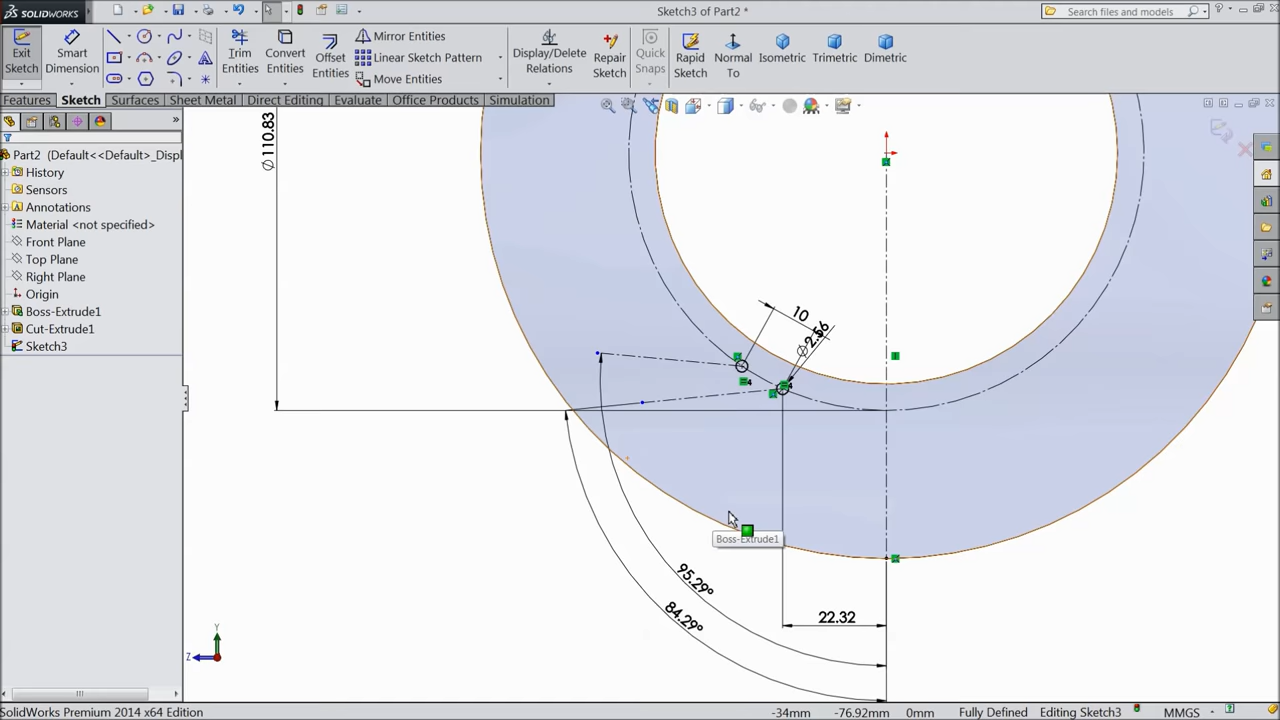 SOLIDWORKS
Sketch3 of Part2 *
Search files and models
Exit Sketch
Smart Dimension
Trim Entities
Convert Entities
Offset Entities
Mirror Entities
Linear Sketch Pattern
Move Entities
Display/Delete Relations
Repair Sketch
Quick Snaps
Rapid Sketch
Normal To
Isometric
Trimetric
Dimetric
Features
Sketch
Surfaces
Sheet Metal
Direct Editing
Evaluate
Office Products
Simulation
Part2 (Default<<Default>_Displ
History
Sensors
Annotations
Material <not specified>
Front Plane
Top Plane
Right Plane
Origin
Boss-Extrude1
Cut-Extrude1
Sketch3
Ø110.83
10
Ø2.56
Boss-Extrude1
95.29°
84.29°
22.32
Y
Z
SolidWorks Premium 2014 x64 Edition
-34mm
-76.92mm
0mm
Fully Defined
Editing Sketch3
MMGS